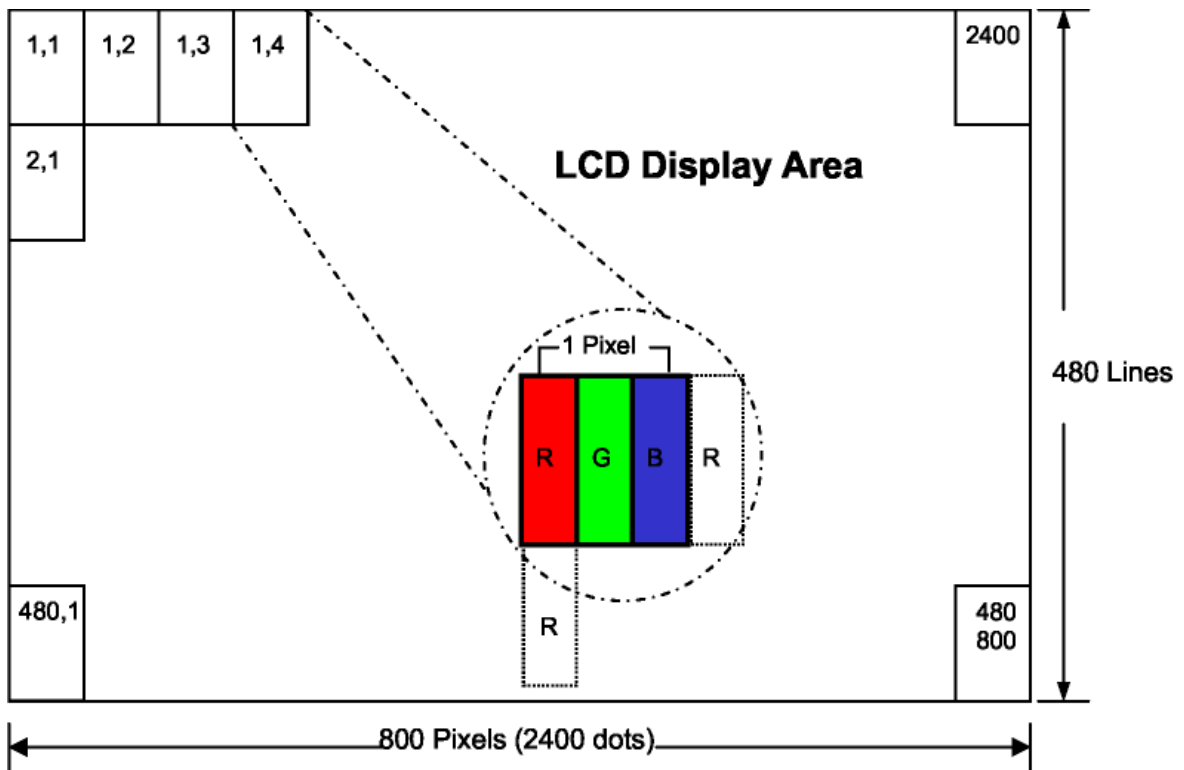 1,1 1,2 1,3 1,4 2400
2,1
LCD Display Area
1 Pixel
480 Lines
R G B R
R
480,1
480
800
800 Pixels (2400 dots)